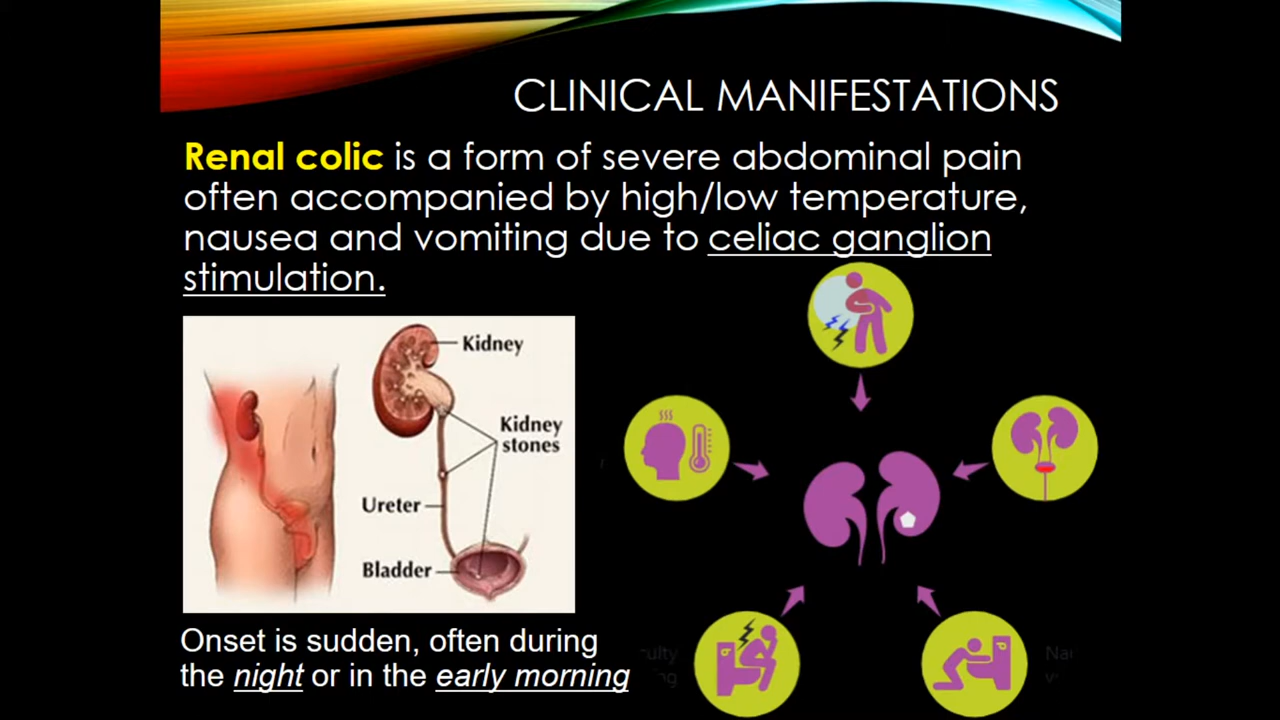 CLINICAL MANIFESTATIONS
Renal colic is a form of severe abdominal pain
often accompanied by high/low temperature,
nausea and vomiting due to celiac ganglion
stimulation.
Kidney
Kidney
stones
Ureter
Bladder
Onset is sudden, often during
the night or in the early morning